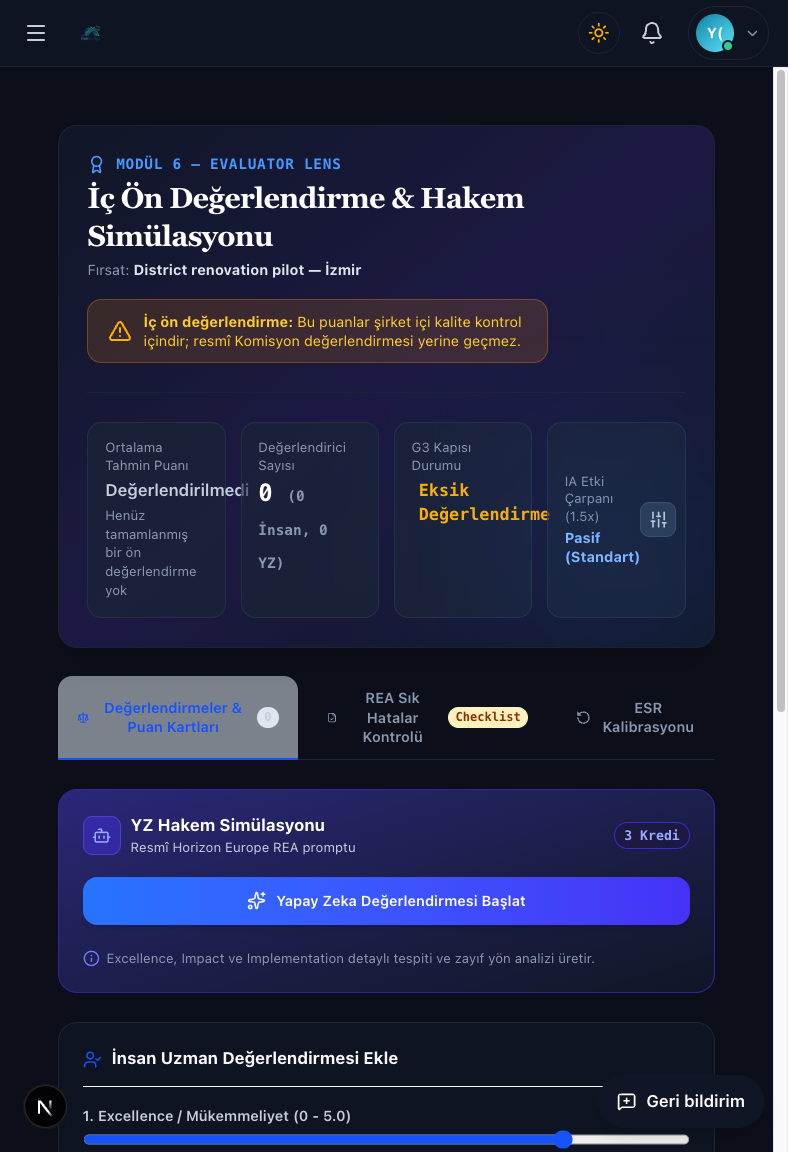 Y(
MODÜL 6 — EVALUATOR LENS
İç Ön Değerlendirme & Hakem
Simülasyonu
Fırsat: District renovation pilot — İzmir
İç ön değerlendirme: Bu puanlar şirket içi kalite kontrol
içindir; resmî Komisyon değerlendirmesi yerine geçmez.
Ortalama
Tahmin Puanı
Değerlendirilmedi
Henüz
tamamlanmış
bir ön
değerlendirme
yok
Değerlendirici
Sayısı
0 (0
İnsan, 0
YZ)
G3 Kapısı
Durumu
Eksik
Değerlendirme
IA Etki
Çarpanı
(1.5x)
Pasif
(Standart)
Değerlendirmeler &
Puan Kartları
0
REA Sık
Hatalar
Kontrolü
Checklist
ESR
Kalibrasyonu
YZ Hakem Simülasyonu
Resmî Horizon Europe REA promptu
3 Kredi
Yapay Zeka Değerlendirmesi Başlat
Excellence, Impact ve Implementation detaylı tespiti ve zayıf yön analizi üretir.
İnsan Uzman Değerlendirmesi Ekle
1. Excellence / Mükemmeliyet (0 - 5.0)
N
Geri bildirim